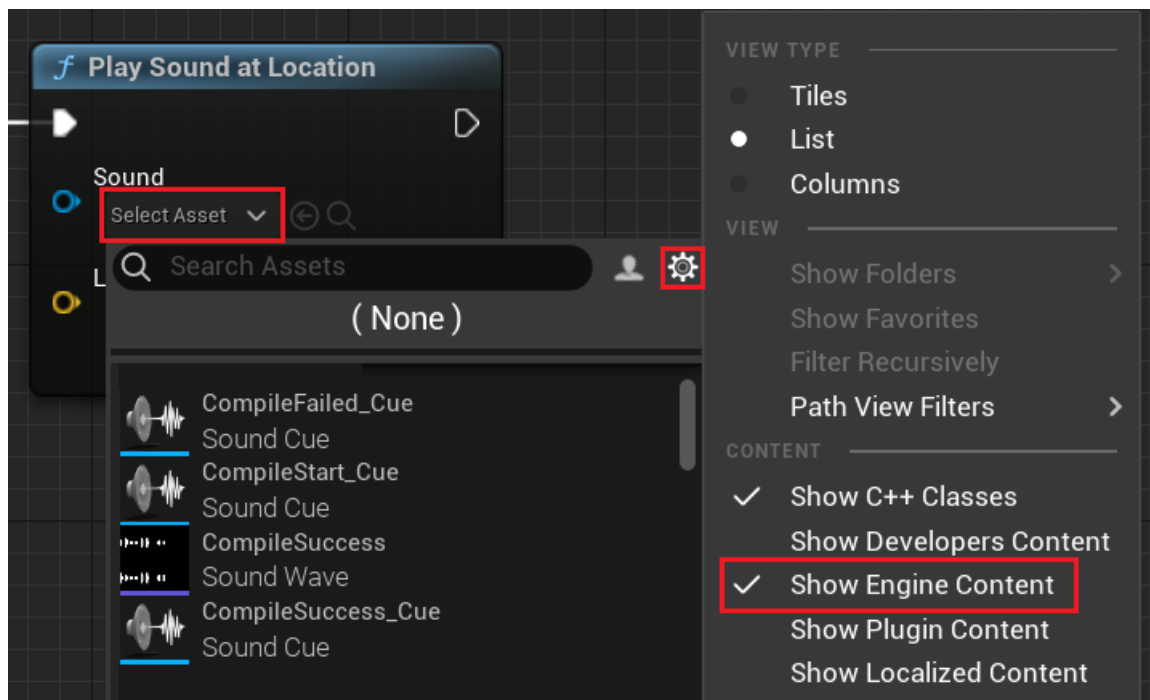 f Play Sound at Location
Sound
Select Asset
L
Search Assets
( None )
CompileFailed_Cue
Sound Cue
CompileStart_Cue
Sound Cue
CompileSuccess
Sound Wave
CompileSuccess_Cue
Sound Cue
VIEW TYPE
Tiles
List
Columns
VIEW
Show Folders
Show Favorites
Filter Recursively
Path View Filters
CONTENT
Show C++ Classes
Show Developers Content
Show Engine Content
Show Plugin Content
Show Localized Content